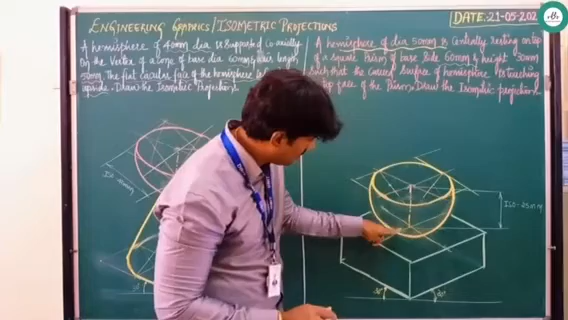 ENGINEERING GRAPHICS/ISOMETRIC PROJECTIONS
DATE:-21-05-202
A hemisphere of 40mm dia is Supported Co-axially
On the Vertex of a Cone of base dia 60mm & axis length
50mm. The flat Circular face of the hemisphere is
upside. Draw the Isometric Projection
A hemisphere of dia 50mm is Centrally resting on top
of a Square Prism of base Side 60mm & height 30mm
Such that the Curved Surface of hemisphere is touching
top face of the Prism. Draw the Isometric projections.
ISO-25mm
30°
30°